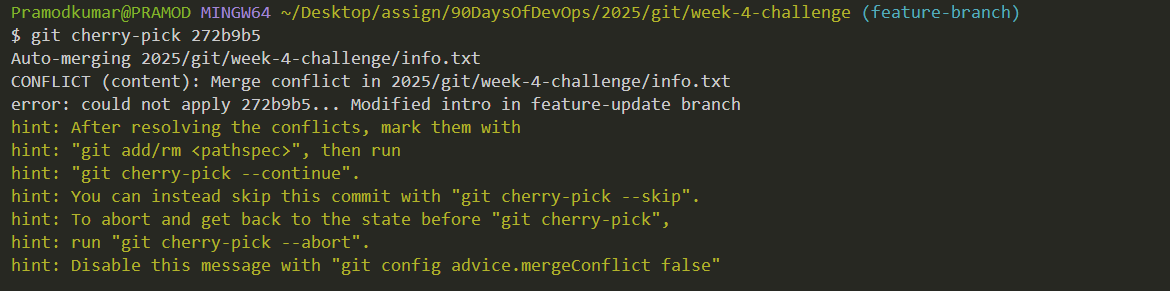 Pramodkumar@PRAMOD MINGW64 ~/Desktop/assign/90DaysOfDevOps/2025/git/week-4-challenge (feature-branch)
$ git cherry-pick 272b9b5
Auto-merging 2025/git/week-4-challenge/info.txt
CONFLICT (content): Merge conflict in 2025/git/week-4-challenge/info.txt
error: could not apply 272b9b5... Modified intro in feature-update branch
hint: After resolving the conflicts, mark them with
hint: "git add/rm <pathspec>", then run
hint: "git cherry-pick --continue".
hint: You can instead skip this commit with "git cherry-pick --skip".
hint: To abort and get back to the state before "git cherry-pick",
hint: run "git cherry-pick --abort".
hint: Disable this message with "git config advice.mergeConflict false"